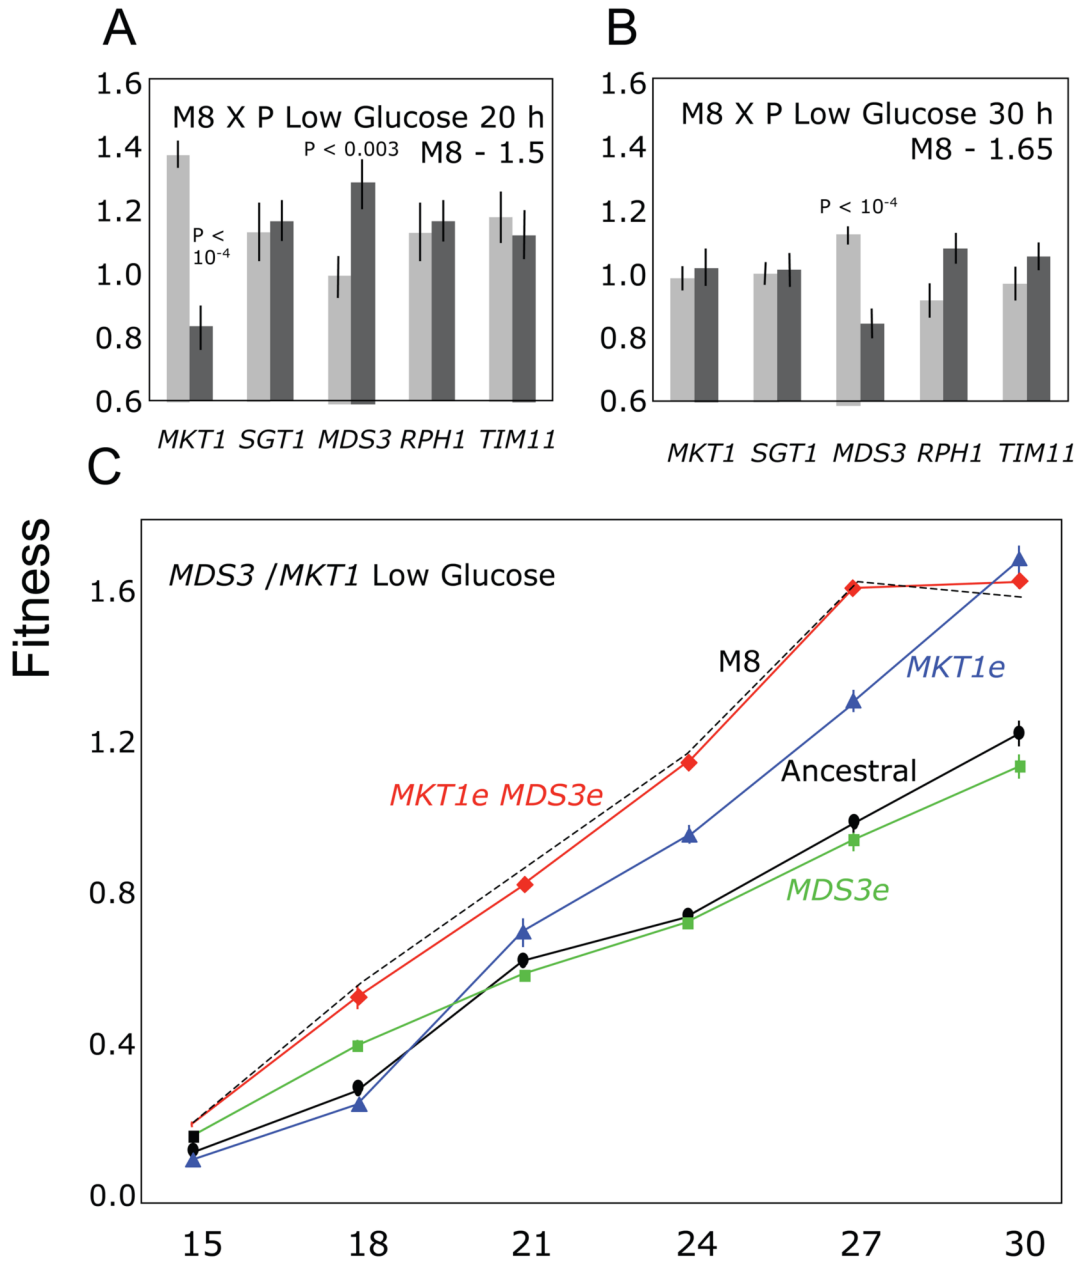 A
1.6
1.4
1.2
1.0
0.8
0.6
M8 X P Low Glucose 20 h
P < 0.003
M8 - 1.5
P <
10-4
MKT1 SGT1 MDS3 RPH1 TIM11
B
1.6
1.4
1.2
1.0
0.8
0.6
M8 X P Low Glucose 30 h
M8 - 1.65
P < 10-4
MKT1 SGT1 MDS3 RPH1 TIM11
C
Fitness
MDS3 /MKT1 Low Glucose
1.6
1.2
0.8
0.4
0.0
M8
MKT1e
Ancestral
MKT1e MDS3e
MDS3e
15 18 21 24 27 30